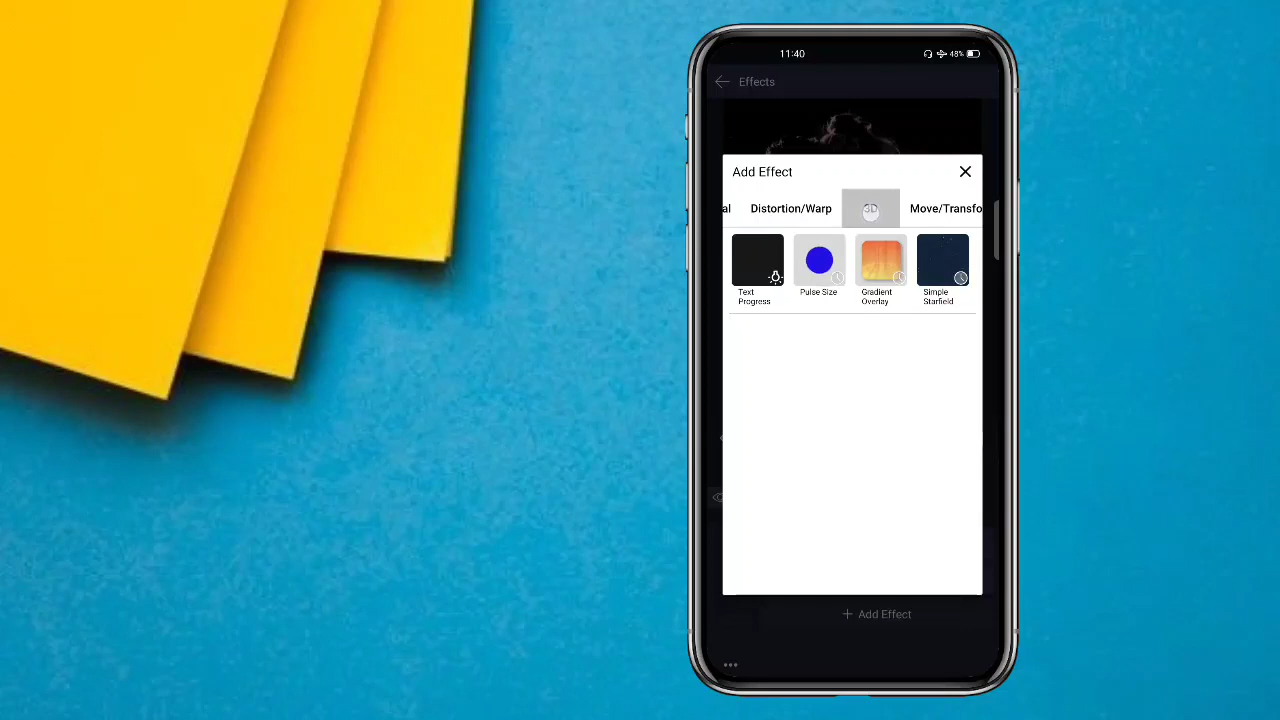 11:40
48%
Effects
Add Effect
al
Distortion/Warp
3D
Move/Transfo
Text
Progress
Pulse Size
Gradient
Overlay
Simple
Starfield
+ Add Effect